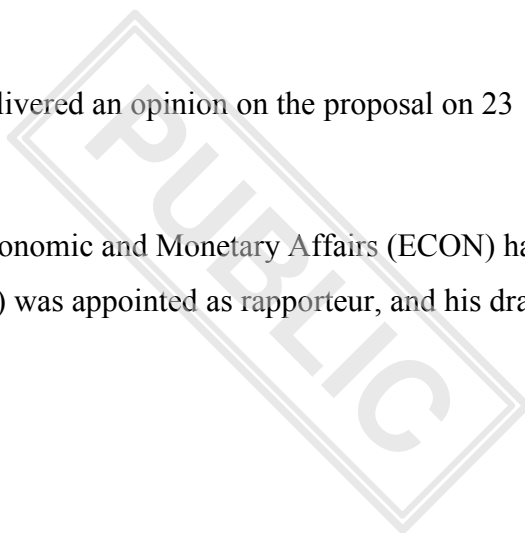 livered an opinion on the proposal on 23
onomic and Monetary Affairs (ECON) ha
) was appointed as rapporteur, and his dra
PUBLIC